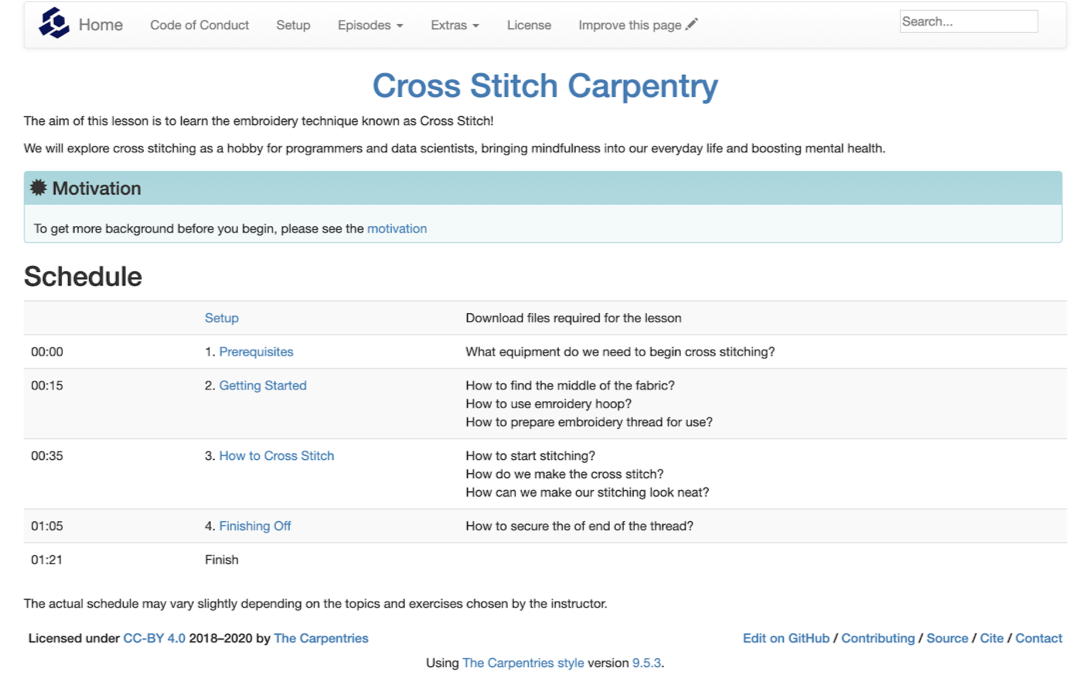 Home Code of Conduct Setup Episodes Extras License Improve this page Search...
Cross Stitch Carpentry
The aim of this lesson is to learn the embroidery technique known as Cross Stitch!
We will explore cross stitching as a hobby for programmers and data scientists, bringing mindfulness into our everyday life and boosting mental health.
Motivation
To get more background before you begin, please see the motivation
Schedule
Setup Download files required for the lesson
00:00 1. Prerequisites What equipment do we need to begin cross stitching?
00:15 2. Getting Started How to find the middle of the fabric?
How to use emroidery hoop?
How to prepare embroidery thread for use?
00:35 3. How to Cross Stitch How to start stitching?
How do we make the cross stitch?
How can we make our stitching look neat?
01:05 4. Finishing Off How to secure the of end of the thread?
01:21 Finish
The actual schedule may vary slightly depending on the topics and exercises chosen by the instructor.
Licensed under CC-BY 4.0 2018–2020 by The Carpentries Edit on GitHub / Contributing / Source / Cite / Contact
Using The Carpentries style version 9.5.3.